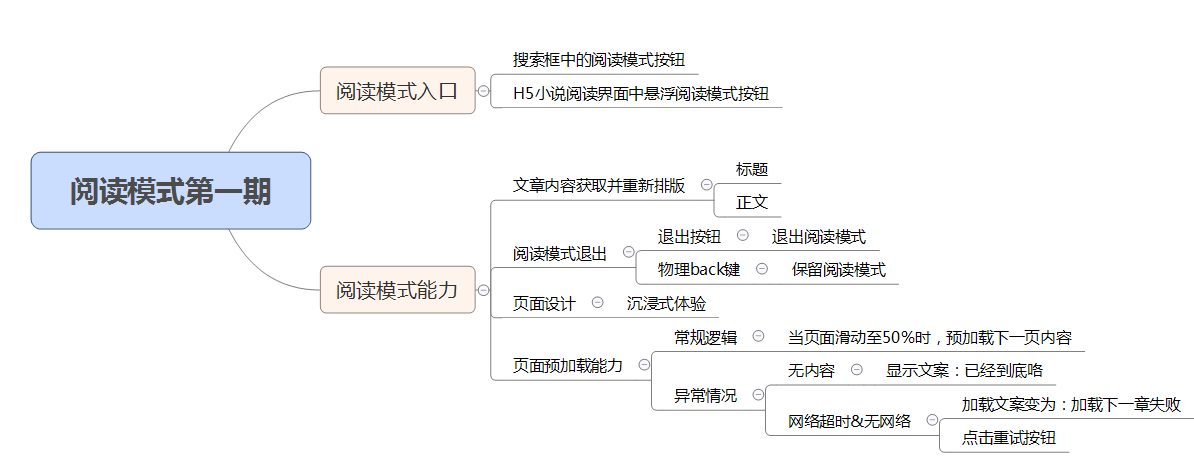 阅读模式第一期
阅读模式入口
搜索框中的阅读模式按钮
H5小说阅读界面中悬浮阅读模式按钮
阅读模式能力
文章内容获取并重新排版
标题
正文
阅读模式退出
退出按钮
退出阅读模式
物理back键
保留阅读模式
页面设计
沉浸式体验
页面预加载能力
常规逻辑
当页面滑动至50%时，预加载下一页内容
异常情况
无内容
显示文案：已经到底咯
网络超时&无网络
加载文案变为：加载下一章失败
点击重试按钮